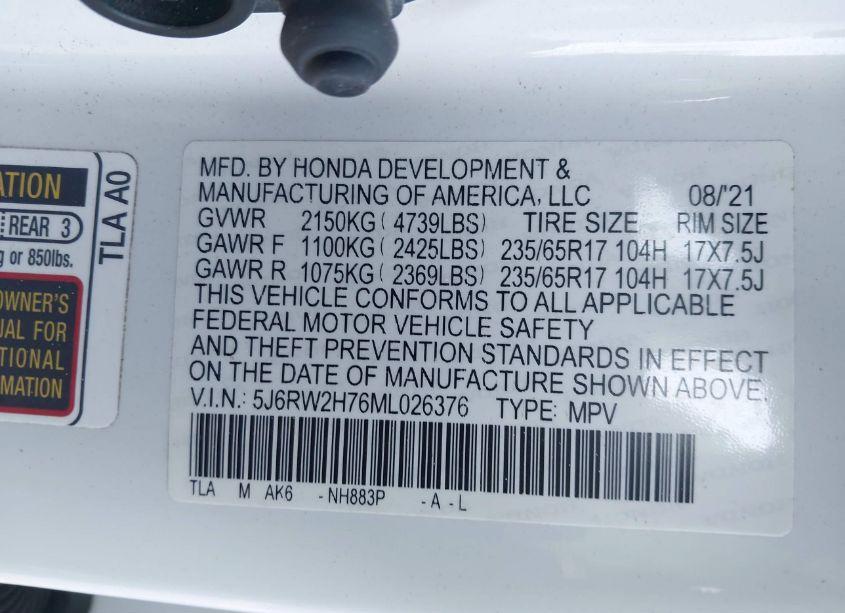 ATION
REAR 3
g or 850lbs.
TLA A0
OWNER'S
UAL FOR
TIONAL
RMATION
MFD. BY HONDA DEVELOPMENT &
MANUFACTURING OF AMERICA, LLC 08/'21
GVWR 2150KG( 4739LBS) TIRE SIZE RIM SIZE
GAWR F 1100KG( 2425LBS) 235/65R17 104H 17X7.5J
GAWR R 1075KG( 2369LBS) 235/65R17 104H 17X7.5J
THIS VEHICLE CONFORMS TO ALL APPLICABLE
FEDERAL MOTOR VEHICLE SAFETY
AND THEFT PREVENTION STANDARDS IN EFFECT
ON THE DATE OF MANUFACTURE SHOWN ABOVE.
V.I.N.: 5J6RW2H76ML026376 TYPE: MPV
TLA M AK6 -NH883P -A -L